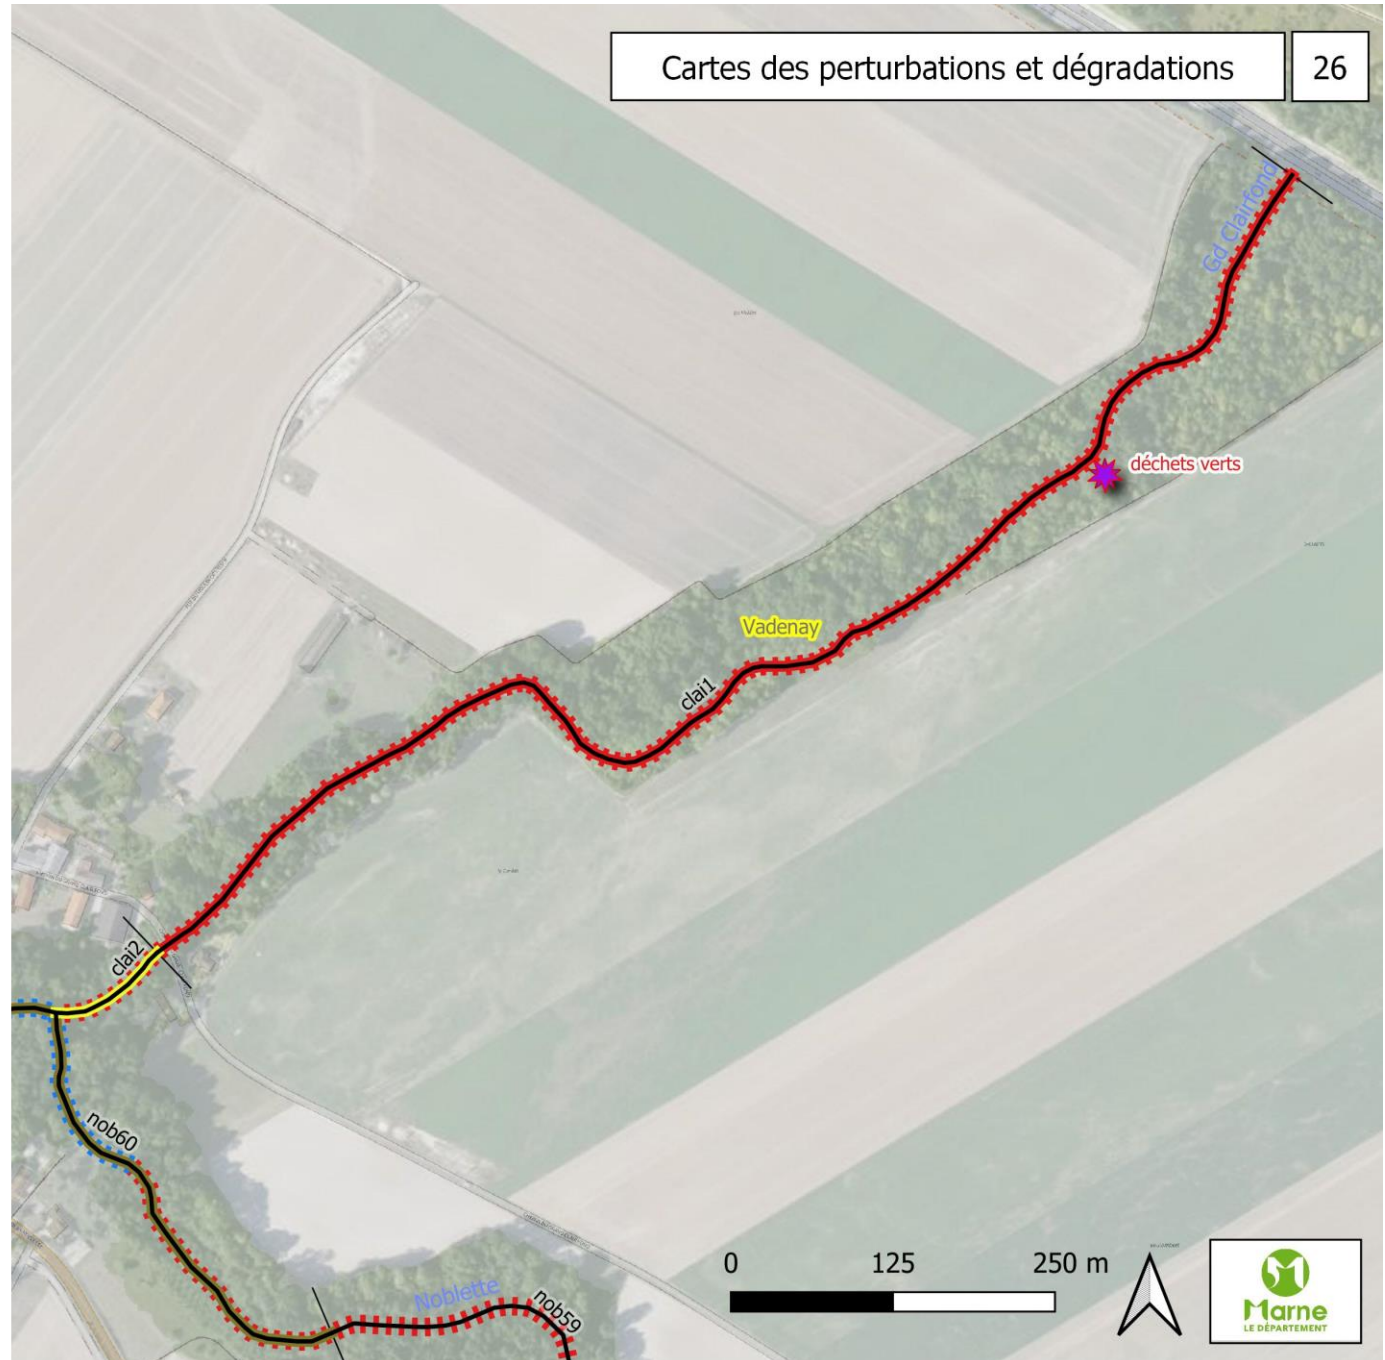 Cartes des perturbations et dégradations
26
Gd Clairfond
déchets verts
Vadenay
clai1
clai2
nob60
Noblette
nob59
0 125 250 m
Marne
LE DÉPARTEMENT